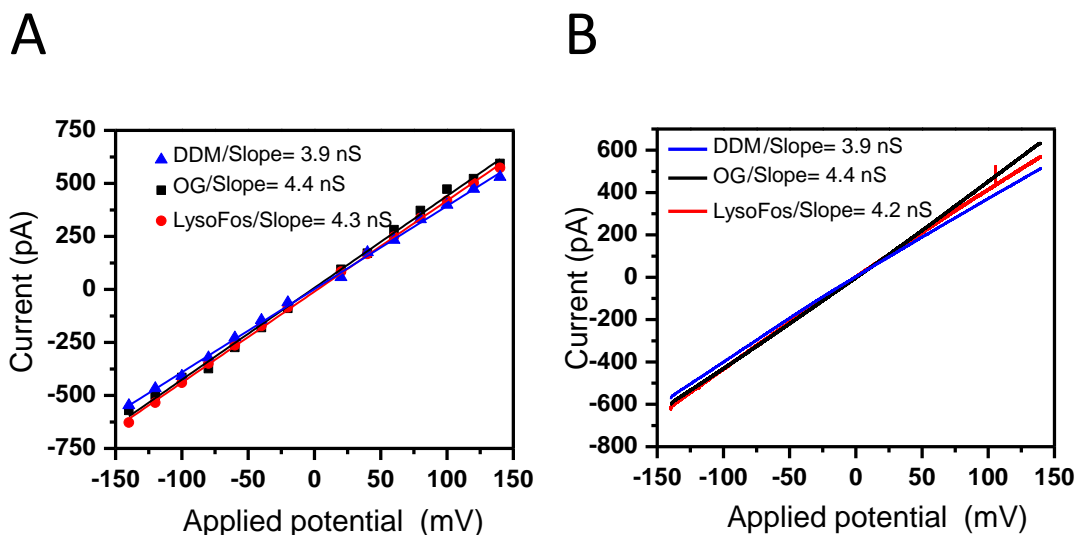 A
B
750
500
250
0
-250
-500
-750
Current (pA)
DDM/Slope= 3.9 nS
OG/Slope= 4.4 nS
LysoFos/Slope= 4.3 nS
-150 -100 -50 0 50 100 150
Applied potential (mV)
600
400
200
0
-200
-400
-600
-800
Current (pA)
DDM/Slope= 3.9 nS
OG/Slope= 4.4 nS
LysoFos/Slope= 4.2 nS
-150 -100 -50 0 50 100 150
Applied potential (mV)